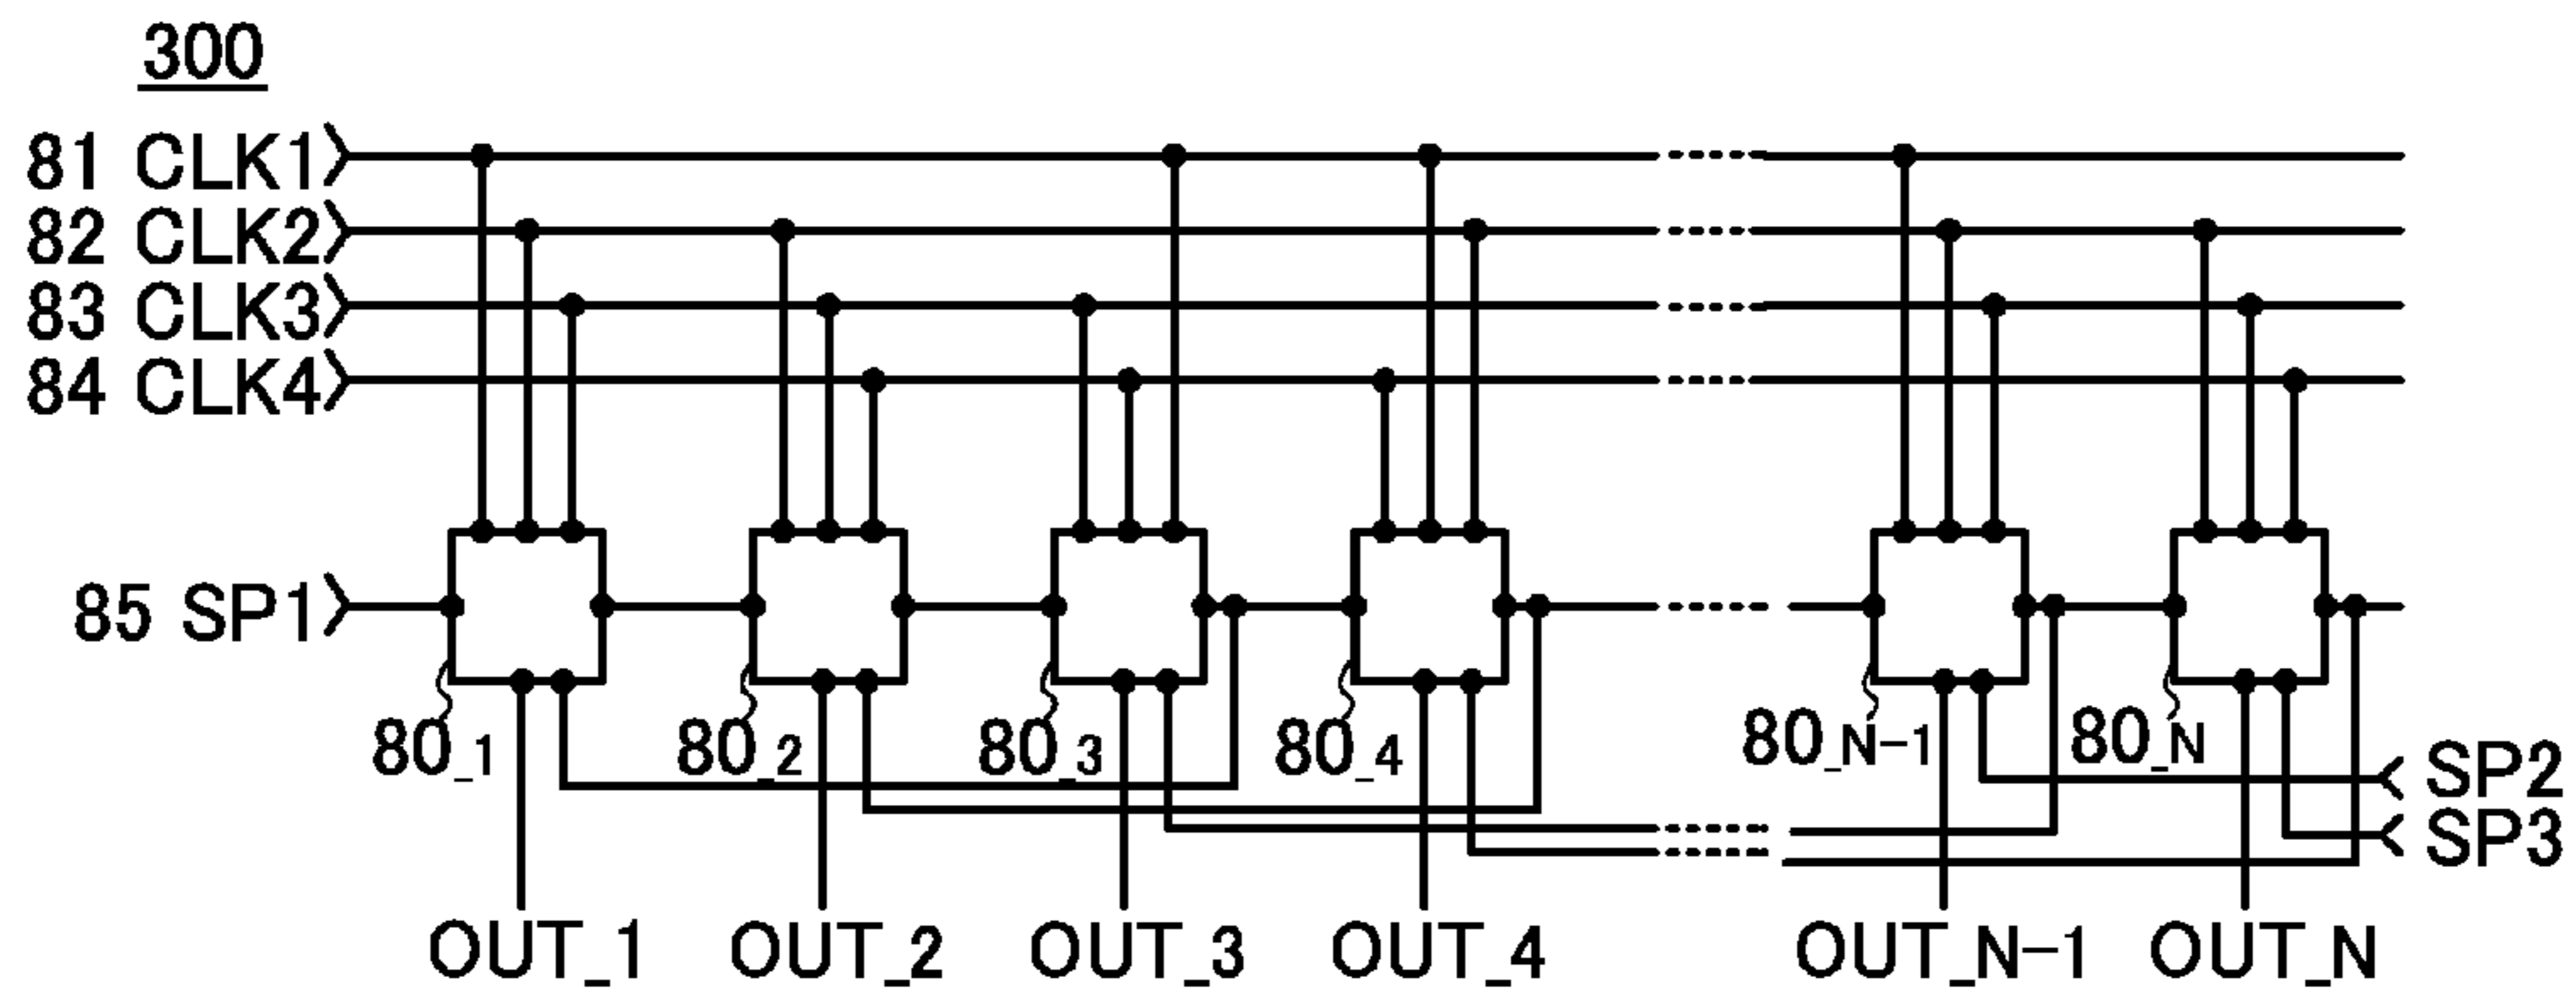 300
81 CLK1
82 CLK2
83 CLK3
84 CLK4
85 SP1
80_1 80_2 80_3 80_4 80_N-1 80_N
SP2
SP3
OUT_1 OUT_2 OUT_3 OUT_4 OUT_N-1 OUT_N